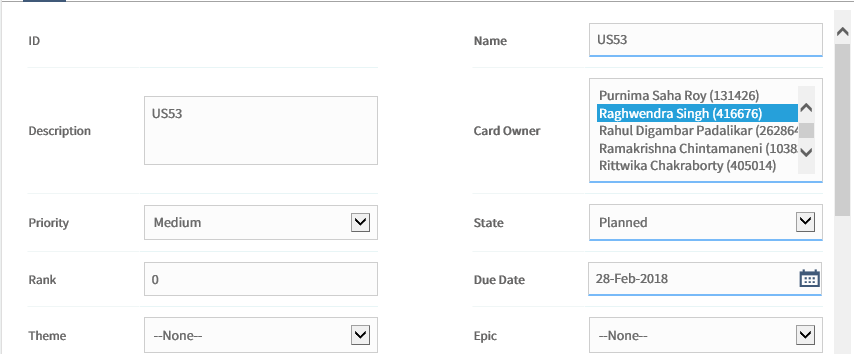 ID
Name
US53
Description
US53
Card Owner
Purnima Saha Roy (131426)
Raghwendra Singh (416676)
Rahul Digambar Padalikar (262864
Ramakrishna Chintamaneni (1038
Rittwika Chakraborty (405014)
Priority
Medium
State
Planned
Rank
0
Due Date
28-Feb-2018
Theme
--None--
Epic
--None--